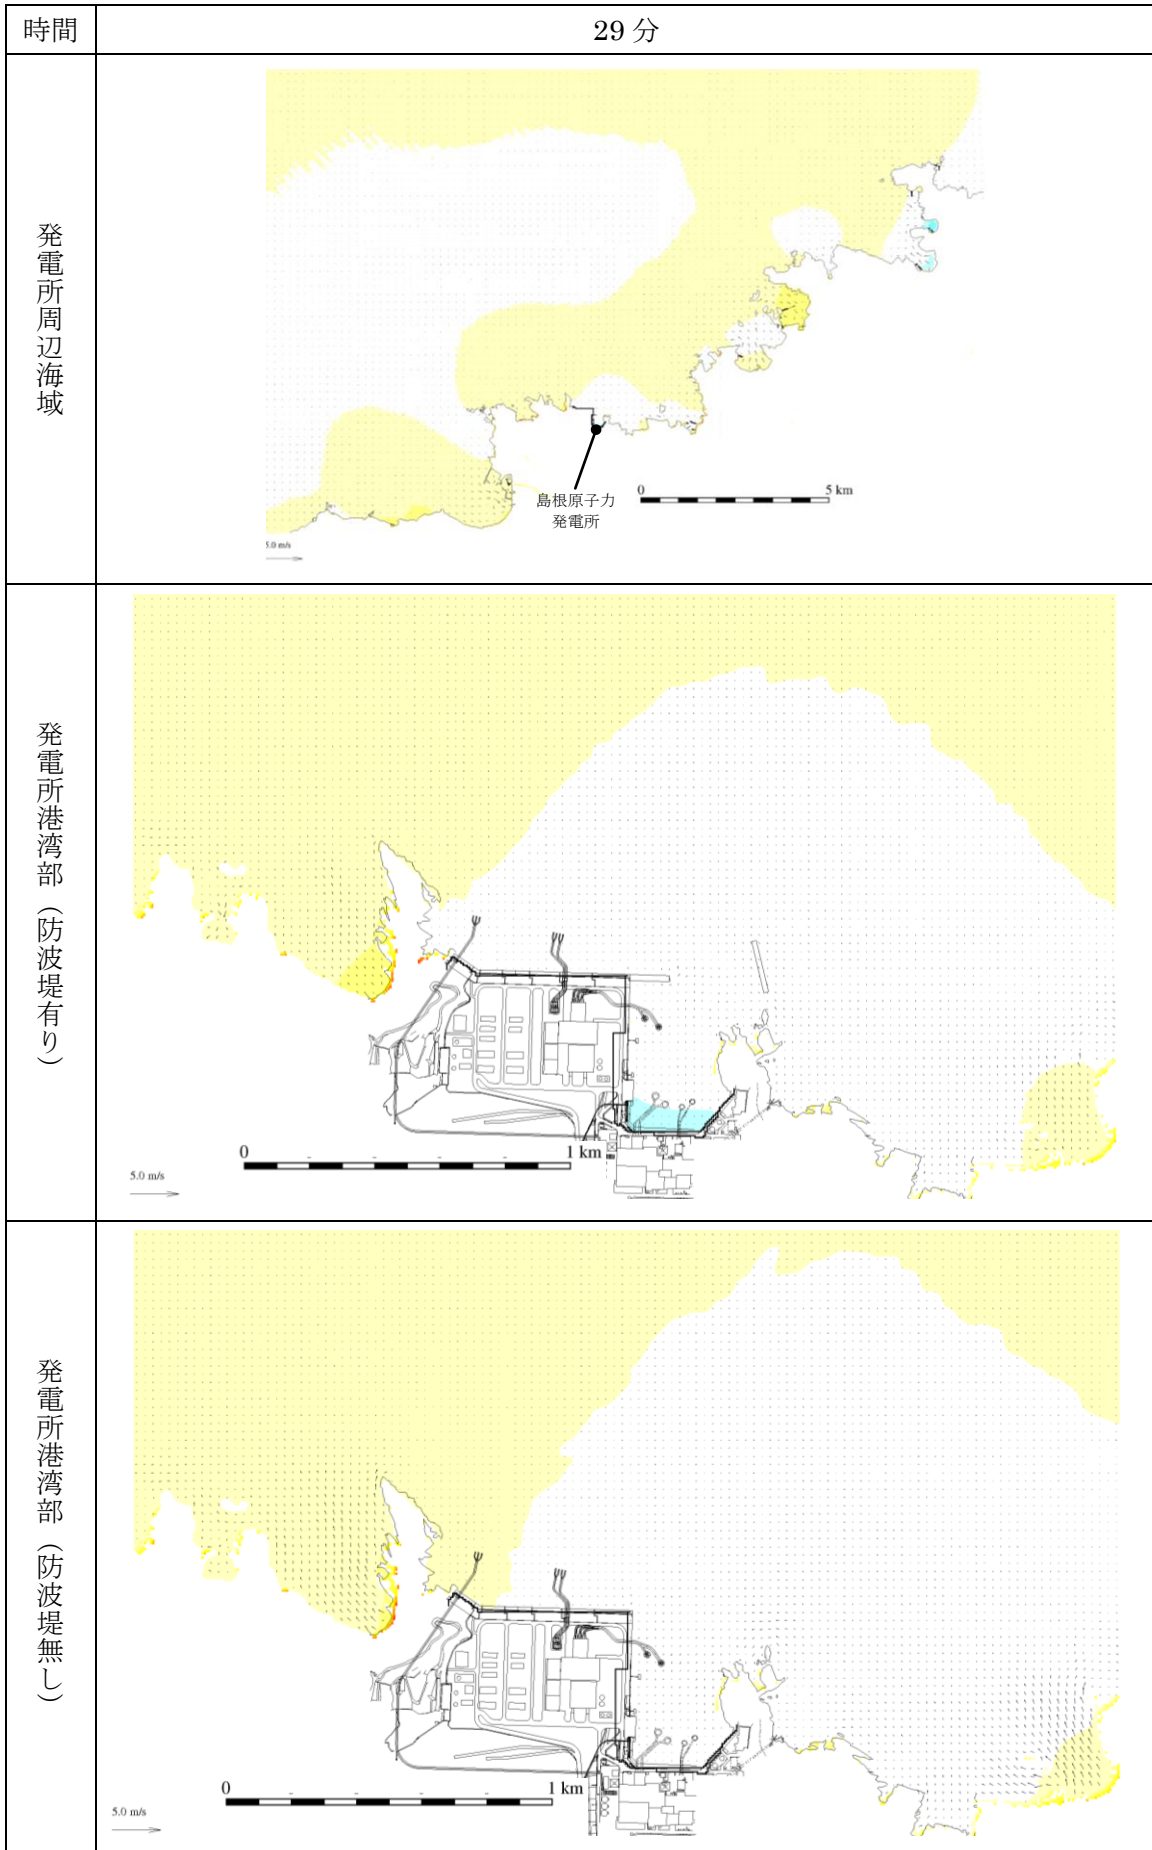 時間
29 分
発電所周辺海域
島根原子力
発電所
0
5 km
5.0 m/s
発電所港湾部（防波堤有り）
0
1 km
5.0 m/s
発電所港湾部（防波堤無し）
0
1 km
5.0 m/s